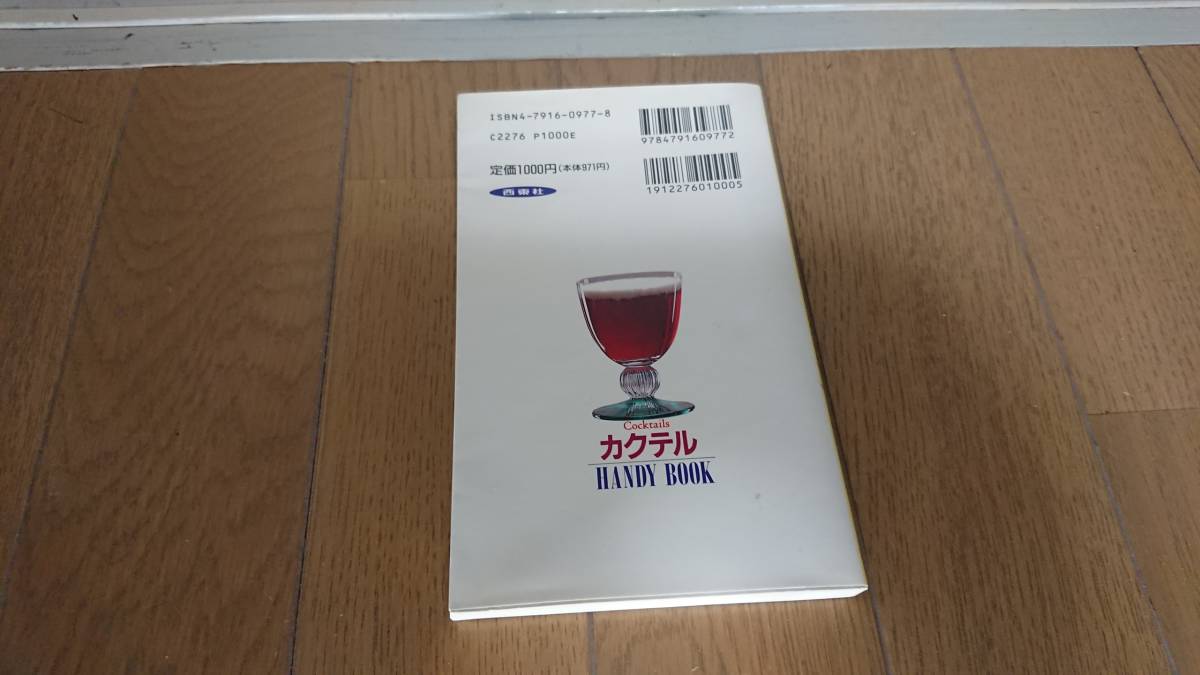 ISBN4-7916-0977-8
C2276 P1000E
定価1000円(本体971円)
西東社
9784791609772
1912276010005
Cocktails
カクテル
HANDY BOOK